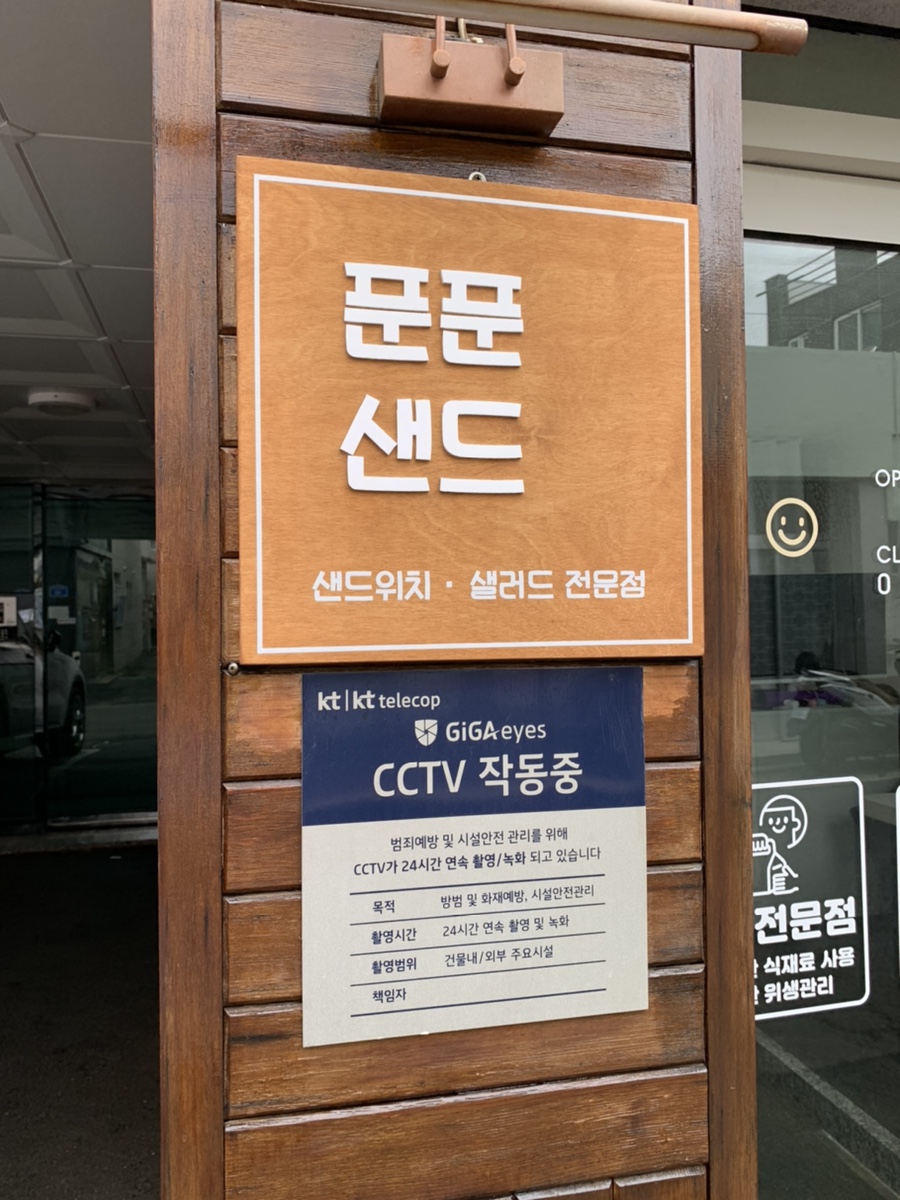 푼푼
샌드
샌드위치 · 샐러드 전문점
kt | kt telecop
GiGA eyes
CCTV 작동중
범죄예방 및 시설안전 관리를 위해
CCTV가 24시간 연속 촬영/녹화 되고 있습니다
목적 방범 및 화재예방, 시설안전관리
촬영시간 24시간 연속 촬영 및 녹화
촬영범위 건물내/외부 주요시설
책임자
OP
CL
0
전문점
식재료 사용
위생관리